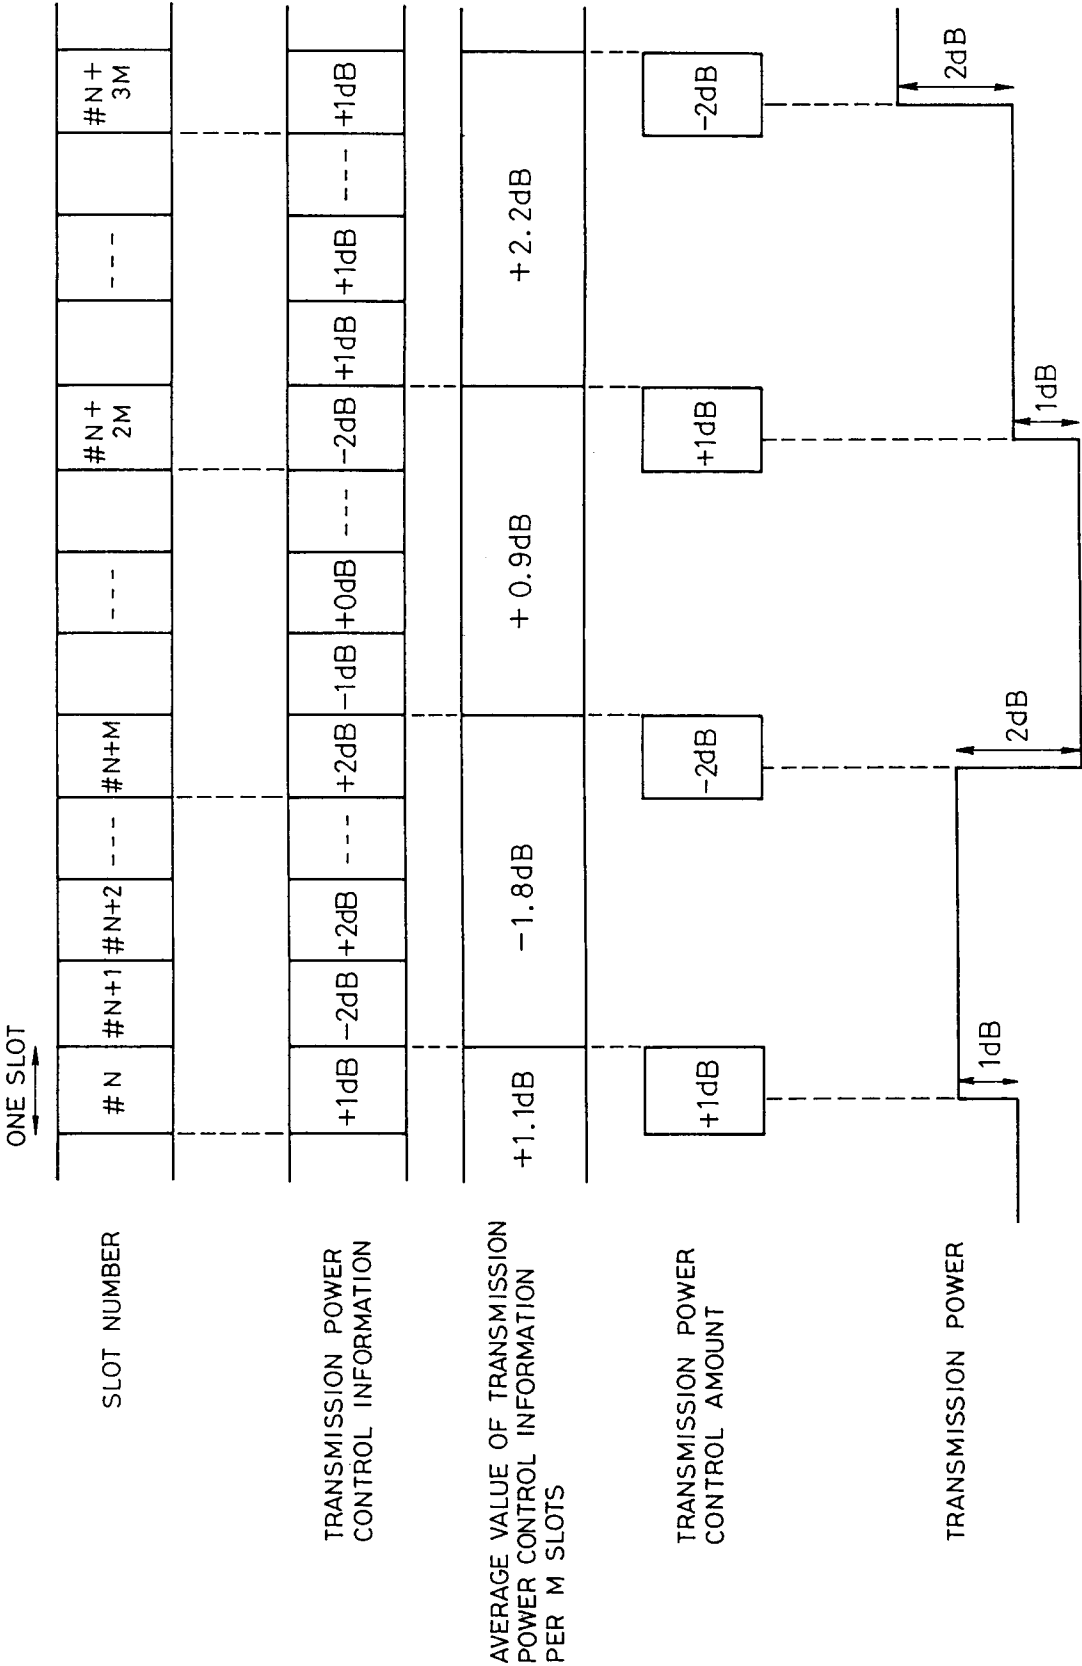 ONE SLOT
SLOT NUMBER
#N
#N+1
#N+2
---
#N+M
---
#N+
2M
---
#N+
3M
TRANSMISSION POWER
CONTROL INFORMATION
+1dB
-2dB
+2dB
---
+2dB
-1dB
+0dB
---
-2dB
+1dB
+1dB
---
+1dB
AVERAGE VALUE OF TRANSMISSION
POWER CONTROL INFORMATION
PER M SLOTS
+1.1dB
-1.8dB
+0.9dB
+2.2dB
TRANSMISSION POWER
CONTROL AMOUNT
+1dB
-2dB
+1dB
-2dB
TRANSMISSION POWER
1dB
2dB
1dB
2dB